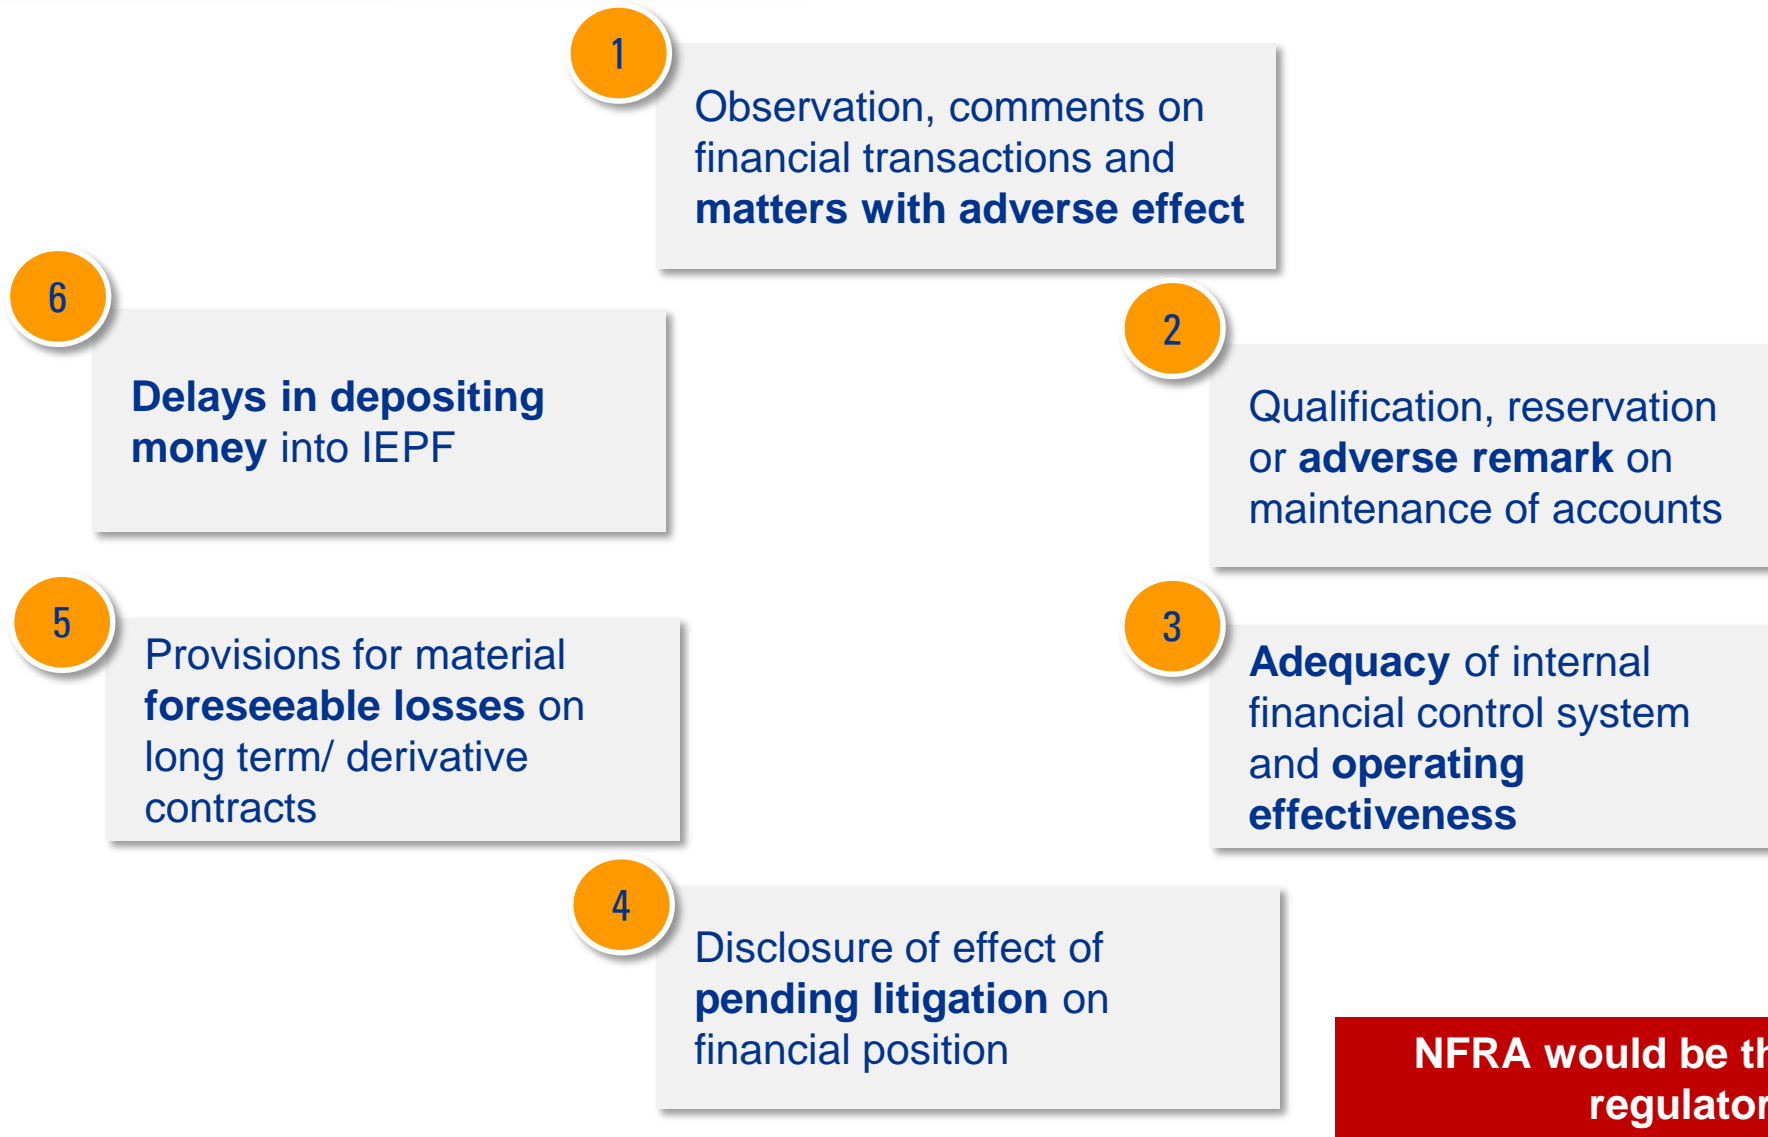 1
Observation, comments on
financial transactions and
matters with adverse effect
2
Qualification, reservation
or adverse remark on
maintenance of accounts
3
Adequacy of internal
financial control system
and operating
effectiveness
4
Disclosure of effect of
pending litigation on
financial position
5
Provisions for material
foreseeable losses on
long term/ derivative
contracts
6
Delays in depositing
money into IEPF
NFRA would be
regulator